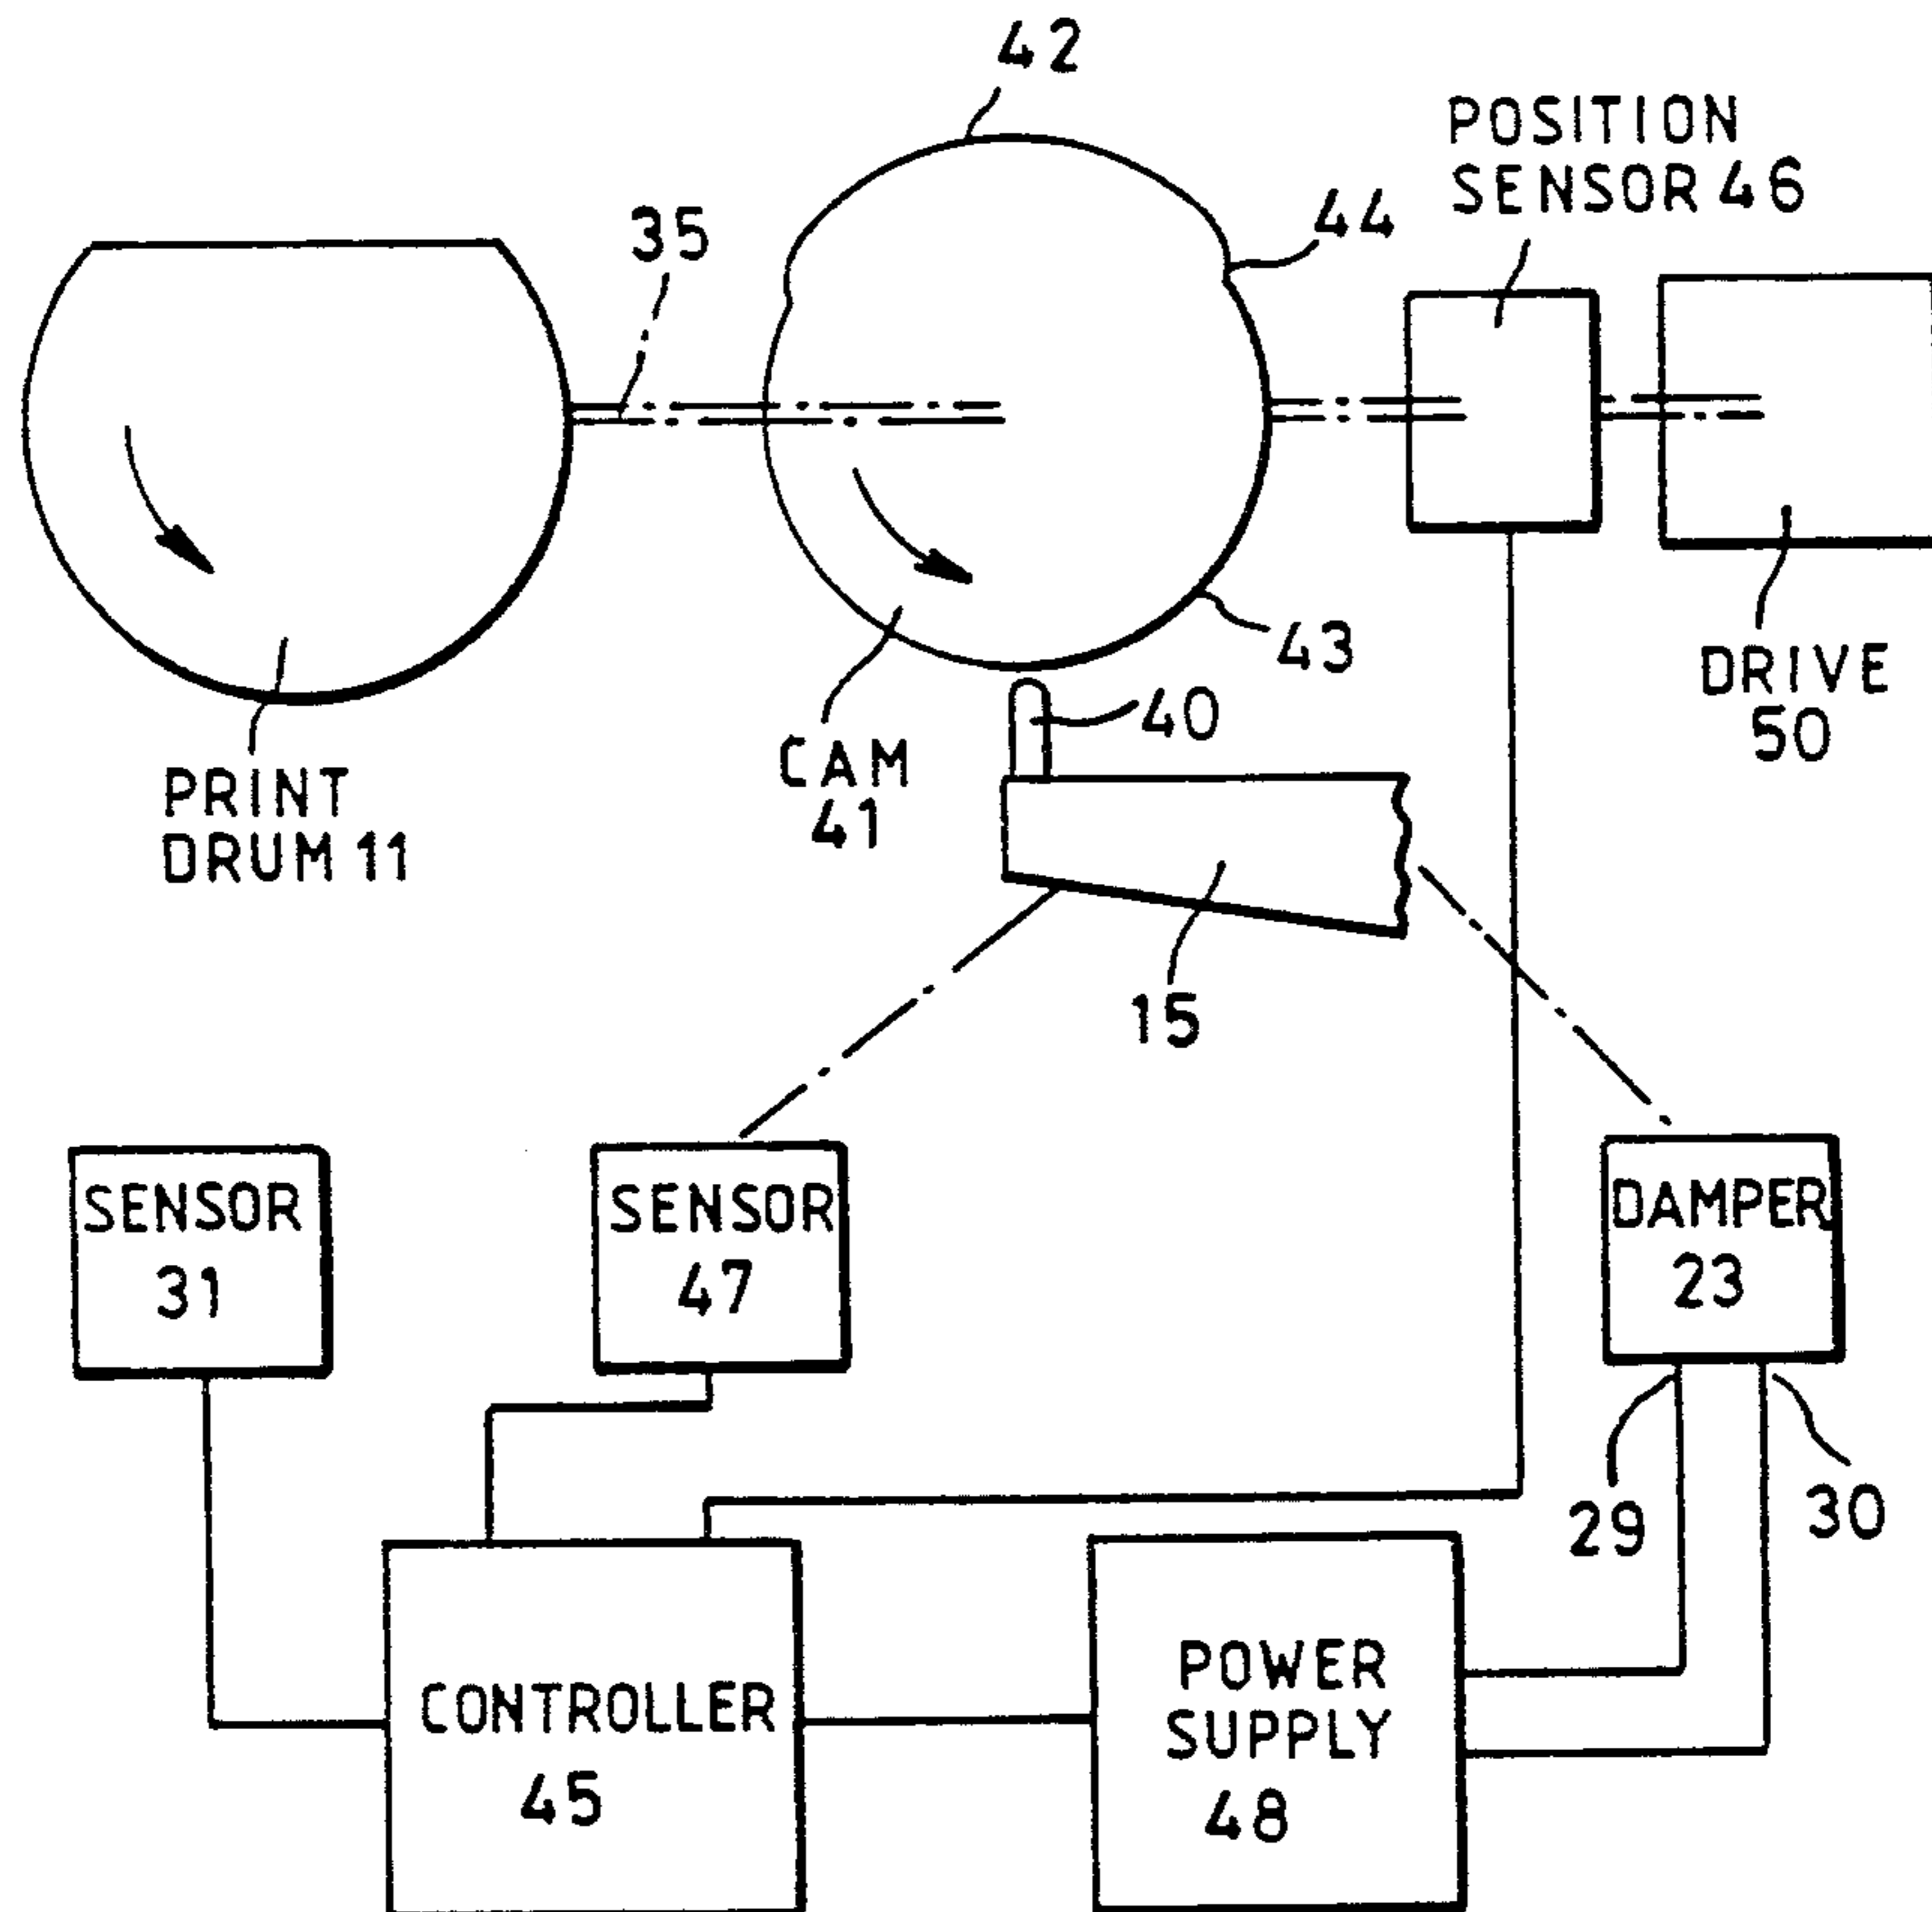 42
POSITION
SENSOR 46
35
44
43
DRIVE
50
40
CAM
41
PRINT
DRUM 11
15
SENSOR
31
SENSOR
47
DAMPER
23
29
30
CONTROLLER
45
POWER
SUPPLY
48